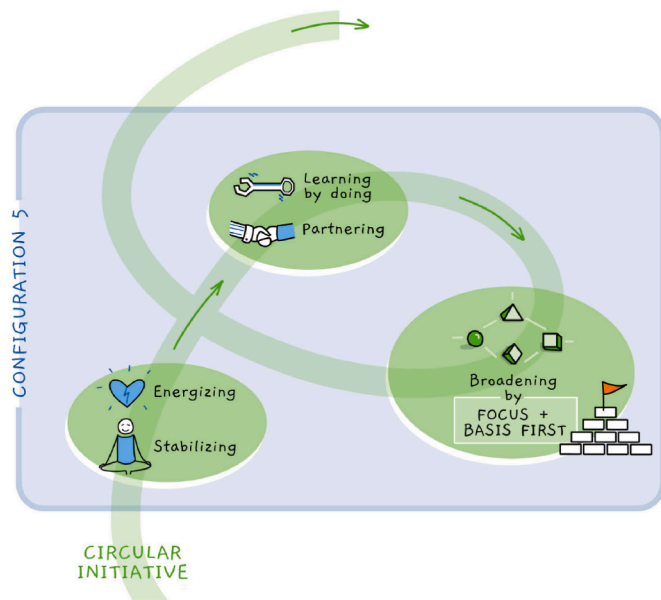 CONFIGURATION 5
Learning
by doing
Partnering
Energizing
Stabilizing
Broadening
by
FOCUS +
BASIS FIRST
CIRCULAR
INITIATIVE